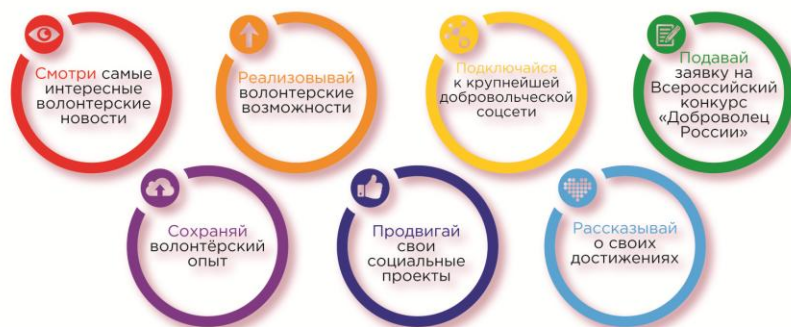 Смотри самые
интересные
волонтерские
новости
Реализовывай
волонтерские
возможности
Подключайся
к крупнейшей
добровольческой
соцсети
Подавай
заявку на
Всероссийский
конкурс
«Доброволец
России»
Сохраняй
волонтёрский
опыт
Продвигай
свои
социальные
проекты
Рассказывай
о своих
достижениях